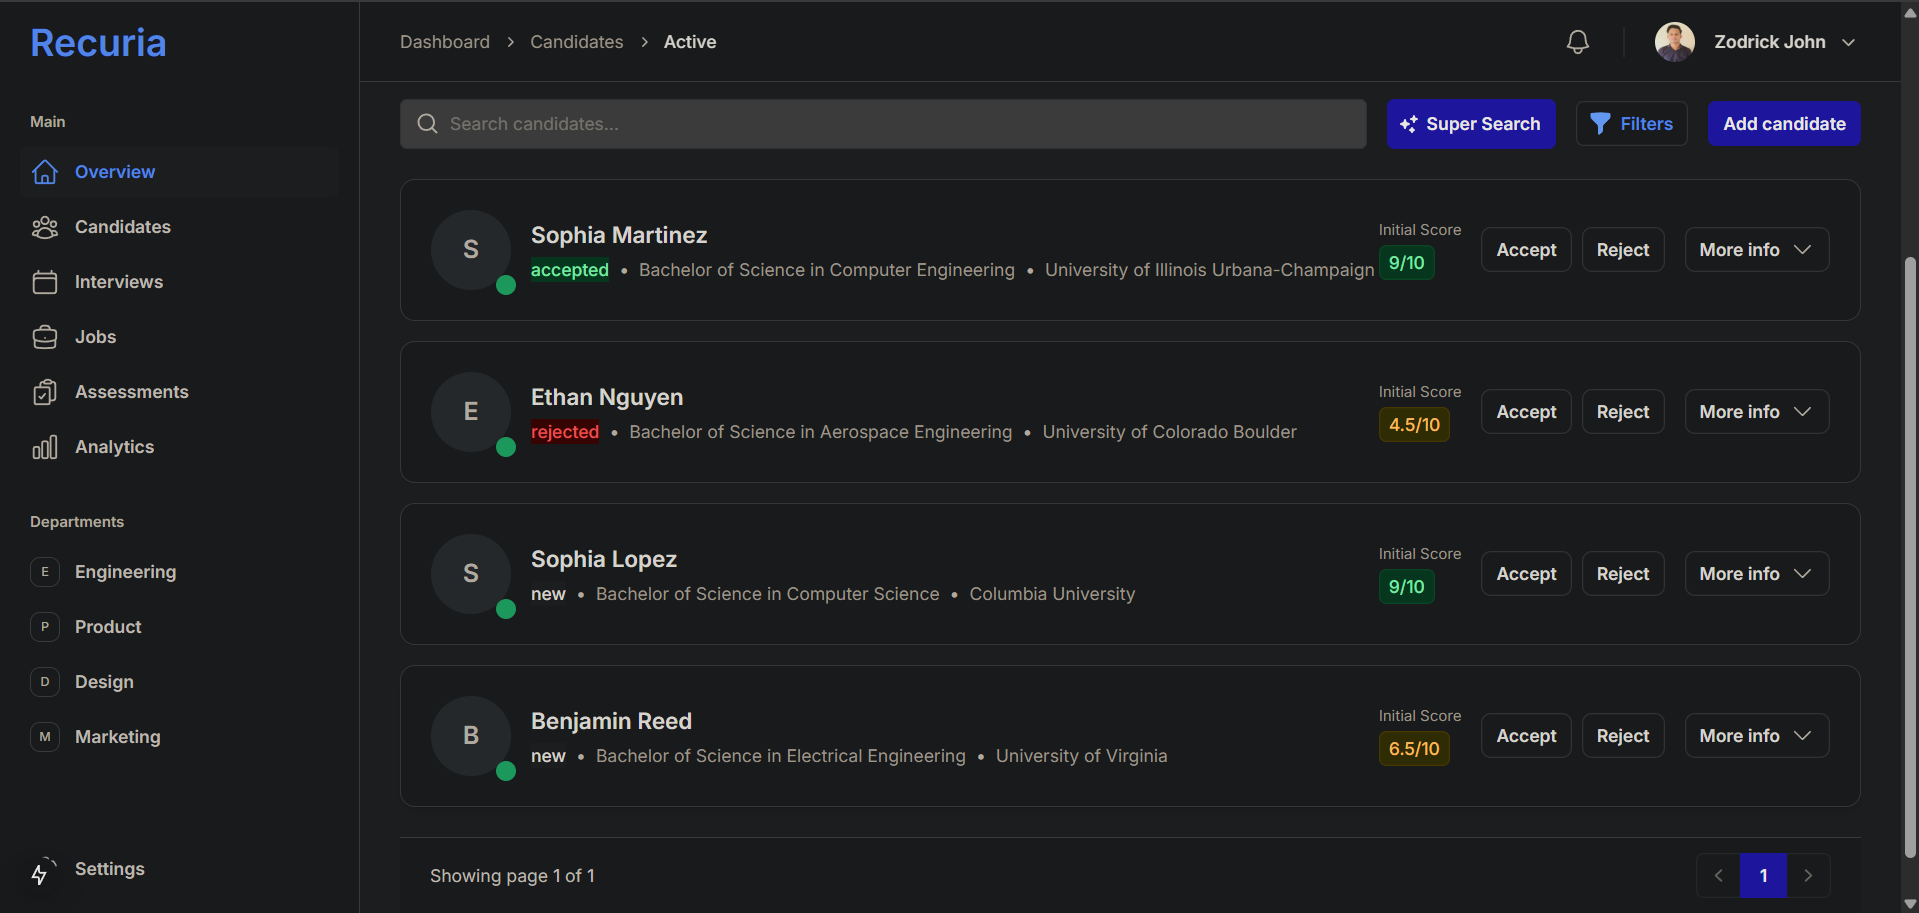 Recuria
Main
Overview
Candidates
Interviews
Jobs
Assessments
Analytics
Departments
E Engineering
P Product
D Design
M Marketing
Settings
Dashboard > Candidates > Active
Zodrick John
Search candidates...
Super Search
Filters
Add candidate
S
Sophia Martinez
accepted • Bachelor of Science in Computer Engineering • University of Illinois Urbana-Champaign
Initial Score
9/10
Accept
Reject
More info
E
Ethan Nguyen
rejected • Bachelor of Science in Aerospace Engineering • University of Colorado Boulder
Initial Score
4.5/10
Accept
Reject
More info
S
Sophia Lopez
new • Bachelor of Science in Computer Science • Columbia University
Initial Score
9/10
Accept
Reject
More info
B
Benjamin Reed
new • Bachelor of Science in Electrical Engineering • University of Virginia
Initial Score
6.5/10
Accept
Reject
More info
Showing page 1 of 1
1